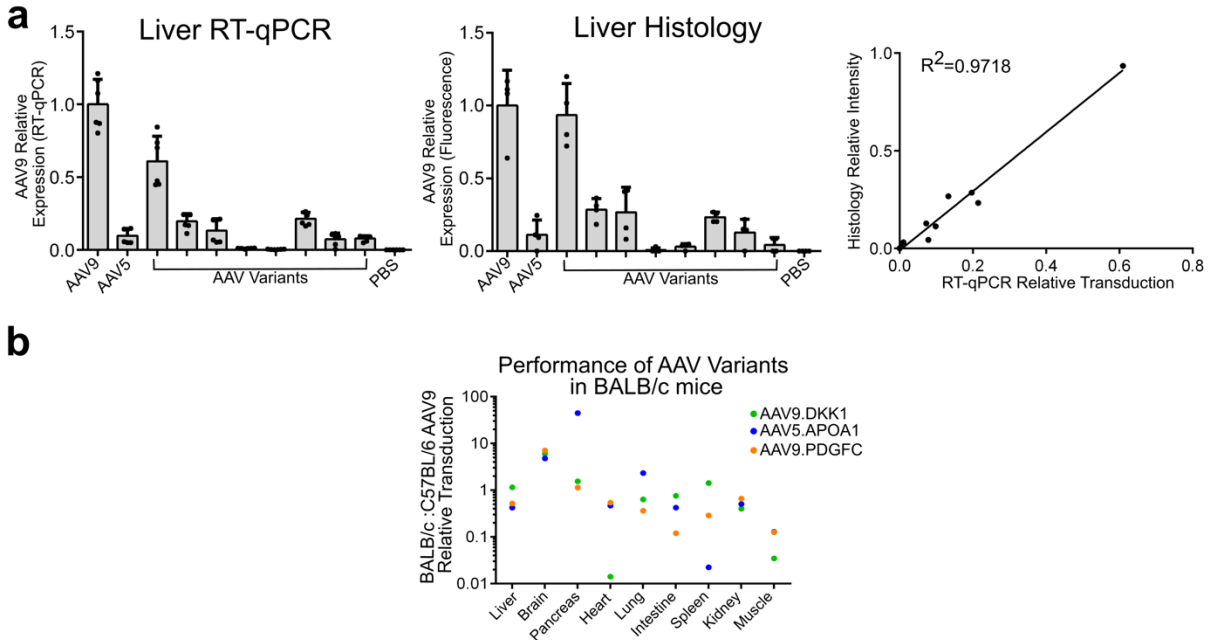 a
Liver RT-qPCR
AAV9 Relative
Expression (RT-qPCR)
1.5
1.0
0.5
0.0
AAV9
AAV5
AAV Variants
PBS
Liver Histology
AAV9 Relative
Expression (Fluorescence)
1.5
1.0
0.5
0.0
AAV9
AAV5
AAV Variants
PBS
R2=0.9718
Histology Relative Intensity
1.0
0.5
0.0
0.0
0.2
0.4
0.6
0.8
RT-qPCR Relative Transduction
b
Performance of AAV Variants
in BALB/c mice
BALB/c :C57BL/6 AAV9
Relative Transduction
100
10
1
0.1
0.01
AAV9.DKK1
AAV5.APOA1
AAV9.PDGFC
Liver
Brain
Pancreas
Heart
Lung
Intestine
Spleen
Kidney
Muscle